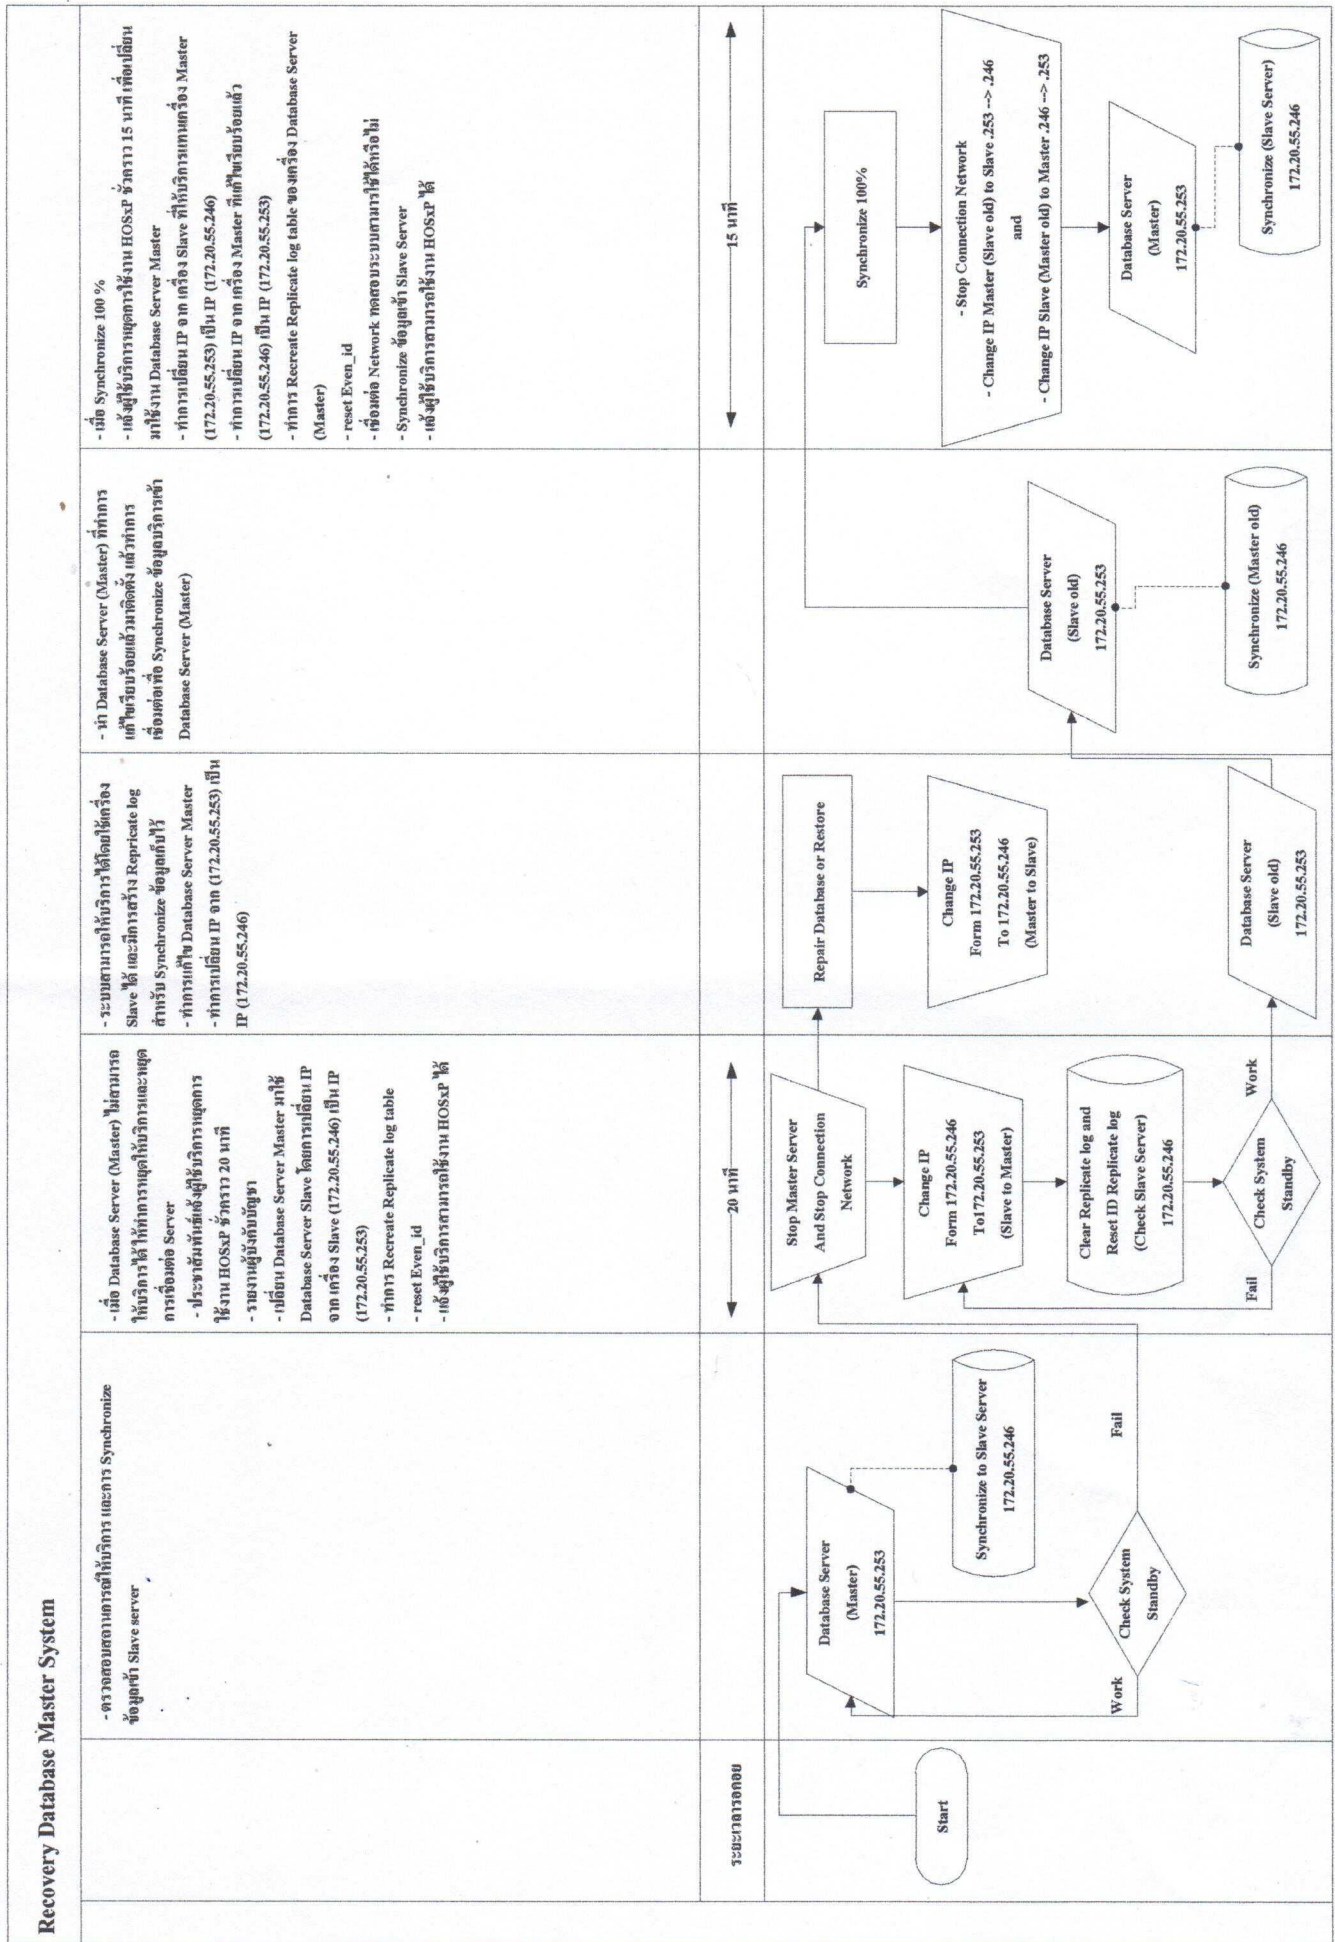 Recovery Database Master System
- ตรวจสอบสถานการณ์ให้บริการ และการ Synchronize
ข้อมูลเข้า Slave server
- เมื่อ Database Server (Master) ไม่สามารถ
ให้บริการได้ ให้ทำการหยุดให้บริการและหยุด
การเชื่อมต่อ Server
- ประชาสัมพันธ์แจ้งผู้ใช้บริการหยุดการ
ใช้งาน HOSxP ชั่วคราว 20 นาที
- รายงานผู้บังคับบัญชา
- เปลี่ยน Database Server Master มาใช้
Database Server Slave โดยการเปลี่ยน IP
จาก เครื่อง Slave (172.20.55.246) เป็น IP
(172.20.55.253)
- ทำการ Recreate Replicate log table
- reset Even_id
- แจ้งผู้ใช้บริการสามารถใช้งาน HOSxP ได้
- ระบบสามารถให้บริการได้โดยใช้เครื่อง
Slave ได้ และมีการสร้าง Repricate log
สำหรับ Synchronize ข้อมูลเก็บไว้
- ทำการแก้ไข Database Server Master
- ทำการเปลี่ยน IP จาก (172.20.55.253) เป็น
IP (172.20.55.246)
- นำ Database Server (Master) ที่ทำการ
แก้ไขเรียบร้อยแล้วมาติดตั้ง แล้วทำการ
เชื่อมต่อเพื่อ Synchronize ข้อมูลบริการเข้า
Database Server (Master)
- เมื่อ Synchronize 100 %
- แจ้งผู้ใช้บริการหยุดการใช้งาน HOSxP ชั่วคราว 15 นาที เพื่อเปลี่ยน
มาใช้งาน Database Server Master
- ทำการเปลี่ยน IP จาก เครื่อง Slave ที่ให้บริการแทนเครื่อง Master
(172.20.55.253) เป็น IP (172.20.55.246)
- ทำการเปลี่ยน IP จาก เครื่อง Master ที่แก้ไขเรียบร้อยแล้ว
(172.20.55.246) เป็น IP (172.20.55.253)
- ทำการ Recreate Replicate log table ของเครื่อง Database Server
(Master)
- reset Even_id
- เชื่อมต่อ Network ทดสอบระบบสามารใช้ได้หรือไม่
- Synchronize ข้อมูลเข้า Slave Server
- แจ้งผู้ใช้บริการสามารถใช้งาน HOSxP ได้
ระยะเวลารอคอย
20 นาที
15 นาที
Start
Database Server
(Master)
172.20.55.253
Synchronize to Slave Server
172.20.55.246
Check System
Standby
Work
Fail
Stop Master Server
And Stop Connection
Network
Change IP
Form 172.20.55.246
To172.20.55.253
(Slave to Master)
Clear Replicate log and
Reset ID Replicate log
(Check Slave Server)
172.20.55.246
Check System
Standby
Fail
Work
Repair Database or Restore
Change IP
Form 172.20.55.253
To 172.20.55.246
(Master to Slave)
Database Server
(Slave old)
172.20.55.253
Database Server
(Slave old)
172.20.55.253
Synchronize (Master old)
172.20.55.246
Synchronize 100%
- Stop Connection Network
- Change IP Master (Slave old) to Slave .253 --> .246
and
- Change IP Slave (Master old) to Master .246 --> .253
Database Server
(Master)
172.20.55.253
Synchronize (Slave Server)
172.20.55.246